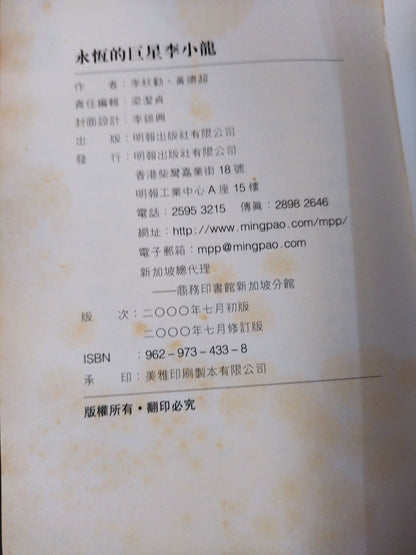 永恆的巨星李小龍
作　　者：李秋勤、黃德超
責任編輯：梁潔貞
封面設計：李錦興
出　　版：明報出版社有限公司
發　　行：明報出版社有限公司
香港柴灣嘉業街18號
明報工業中心A座15樓
電話：2595 3215　傳真：2898 2646
網址：http://www.mingpao.com/mpp/
電子郵箱：mpp@mingpao.com
新加坡總代理
——商務印書館新加坡分館
版　　次：二〇〇〇年七月初版
二〇〇〇年七月修訂版
ISBN　：962－973－433－8
承　　印：美雅印刷製本有限公司
版權所有・翻印必究